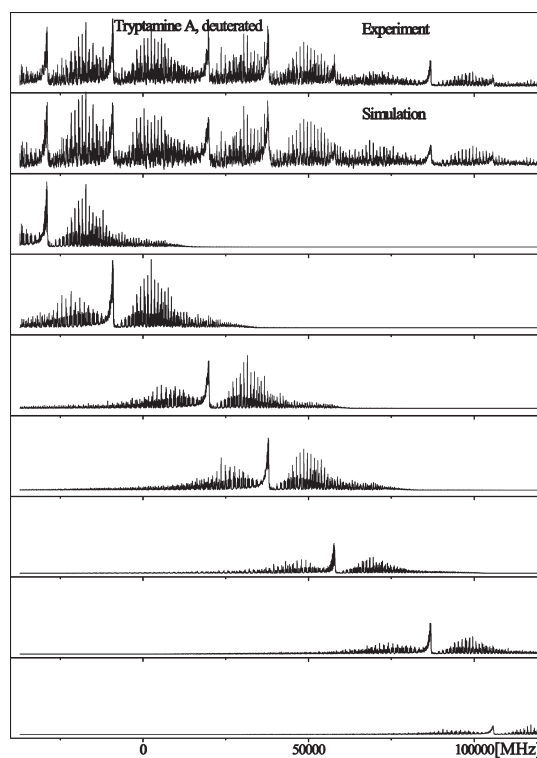 Tryptamine A, deuterated Experiment
Simulation
0 50000 100000[MHz]